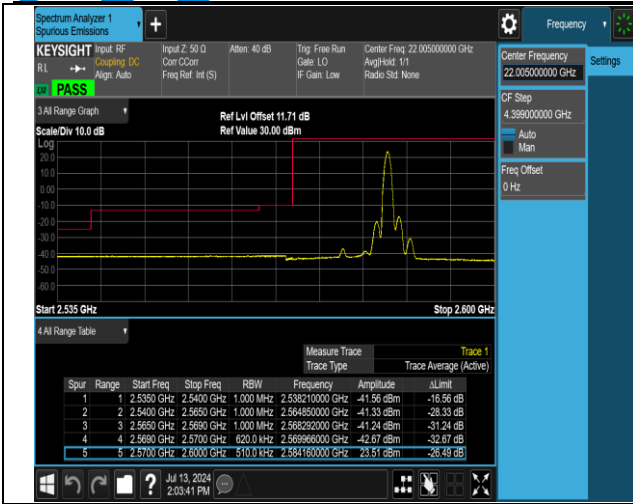 Spectrum Analyzer 1
Spurious Emissions
+
Frequency
KEYSIGHT Input: RF Input Z: 50 Ω Atten: 40 dB Trig: Free Run Center Freq: 22.005000000 GHz
RL Coupling: DC Corr CCorr Gate: LO Avg|Hold: 1/1
Align: Auto Freq Ref: Int (S) IF Gain: Low Radio Std: None
PASS
Center Frequency
22.005000000 GHz
Settings
CF Step
4.399000000 GHz
Auto
Man
Freq Offset
0 Hz
3 All Range Graph
Ref Lvl Offset 11.71 dB
Scale/Div 10.0 dB Ref Value 30.00 dBm
Log
20.0
10.0
0.00
-10.0
-20.0
-30.0
-40.0
-50.0
-60.0
Start 2.535 GHz Stop 2.600 GHz
4 All Range Table
Measure Trace Trace 1
Trace Type Trace Average (Active)
Spur Range Start Freq Stop Freq RBW Frequency Amplitude ΔLimit
1 1 2.5350 GHz 2.5400 GHz 1.000 MHz 2.538210000 GHz -41.56 dBm -16.56 dB
2 2 2.5400 GHz 2.5650 GHz 1.000 MHz 2.564850000 GHz -41.33 dBm -28.33 dB
3 3 2.5650 GHz 2.5690 GHz 1.000 MHz 2.568292000 GHz -41.24 dBm -31.24 dB
4 4 2.5690 GHz 2.5700 GHz 620.0 kHz 2.569966000 GHz -42.67 dBm -32.67 dB
5 5 2.5700 GHz 2.6000 GHz 510.0 kHz 2.584160000 GHz 23.51 dBm -26.49 dB
? Jul 13, 2024
2:03:41 PM